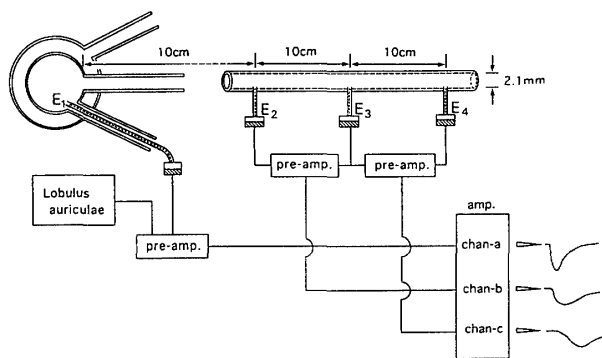 10cm
10cm
10cm
2.1mm
E1
E2
E3
E4
pre-amp.
pre-amp.
Lobulus
auriculae
pre-amp.
amp.
chan-a
chan-b
chan-c